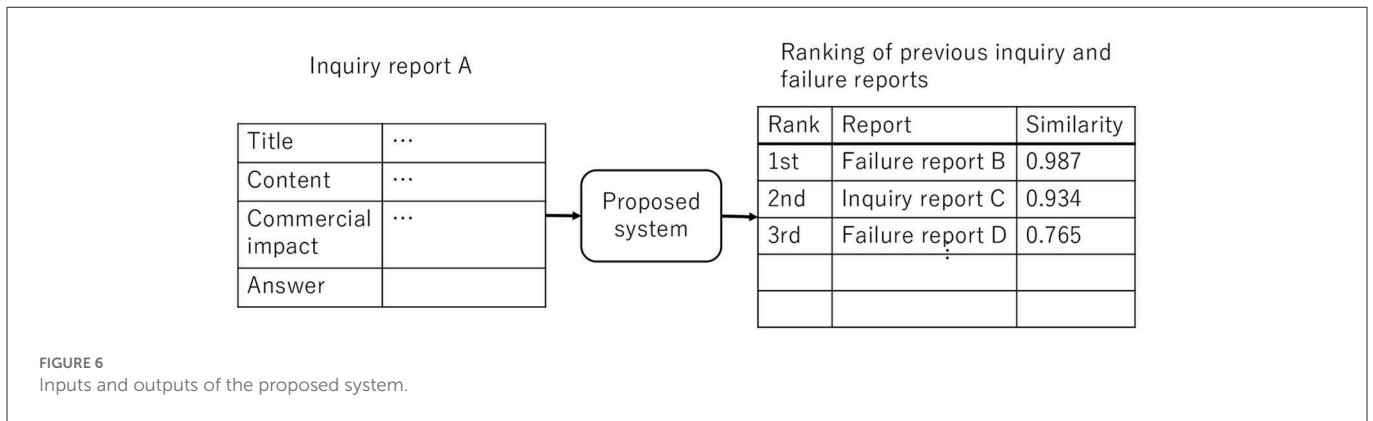 Inquiry report A
Title …
Content …
Commercial …
impact
Answer
Proposed
system
Ranking of previous inquiry and
failure reports
Rank Report Similarity
1st Failure report B 0.987
2nd Inquiry report C 0.934
3rd Failure report D 0.765
⋮
FIGURE 6
Inputs and outputs of the proposed system.